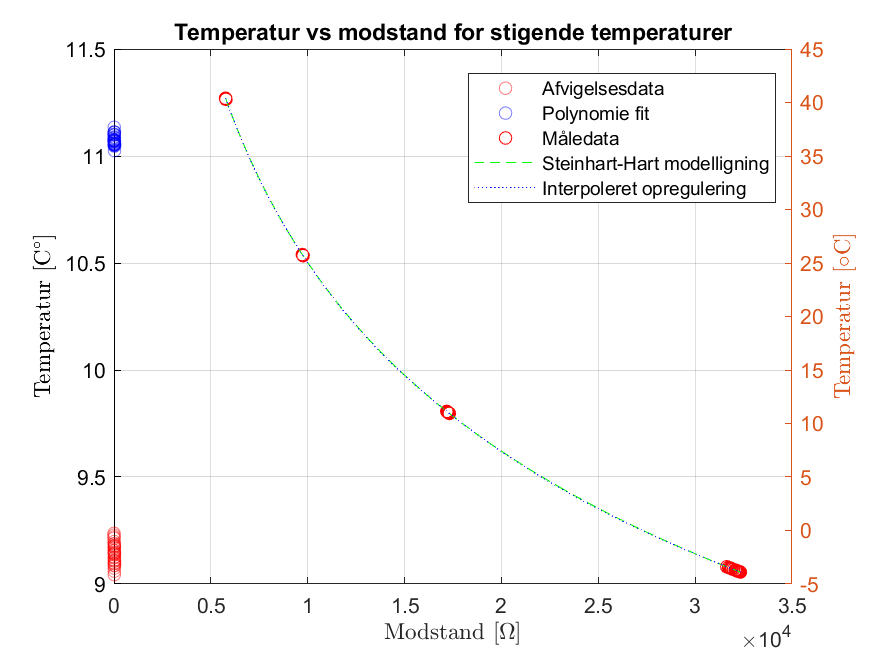 Temperatur vs modstand for stigende temperaturer
11.5
11
10.5
10
9.5
9
Temperatur [C°]
45
40
35
30
25
20
15
10
5
0
-5
Temperatur [∘C]
Afvigelsesdata
Polynomie fit
Måledata
Steinhart-Hart modelligning
Interpoleret opregulering
0 0.5 1 1.5 2 2.5 3 3.5
Modstand [Ω]
×10⁴